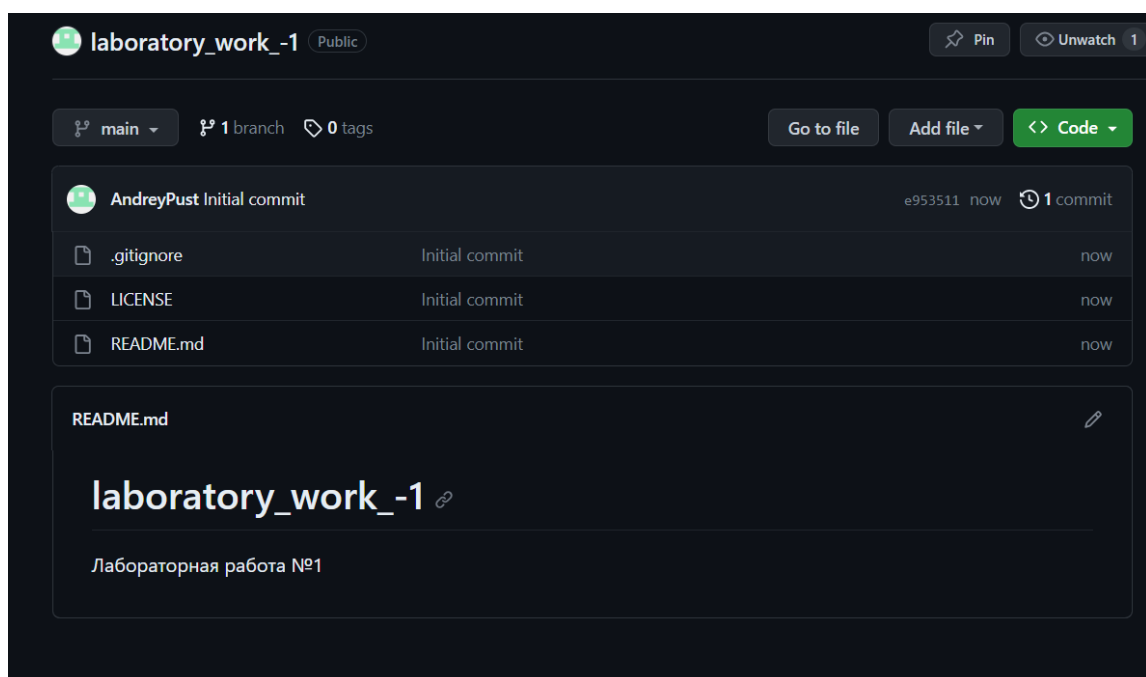 laboratory_work_-1 Public Pin Unwatch 1
main 1 branch 0 tags Go to file Add file <> Code
AndreyPust Initial commit e953511 now 1 commit
.gitignore Initial commit now
LICENSE Initial commit now
README.md Initial commit now
README.md
laboratory_work_-1
Лабораторная работа №1